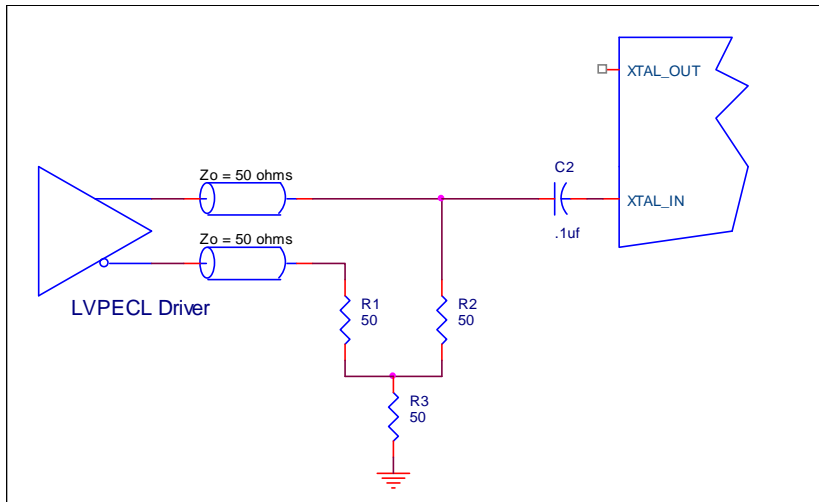 XTAL_OUT
Zo = 50 ohms
C2
XTAL_IN
.1uf
Zo = 50 ohms
LVPECL Driver
R1
50
R2
50
R3
50